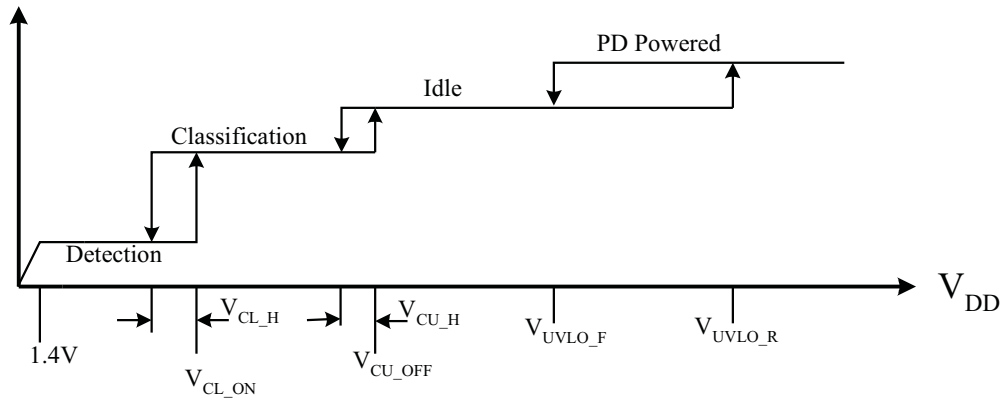 PD Powered
Idle
Classification
Detection
V_DD
V_CL_H
V_CU_H
V_UVLO_F
V_UVLO_R
1.4V
V_CU_OFF
V_CL_ON